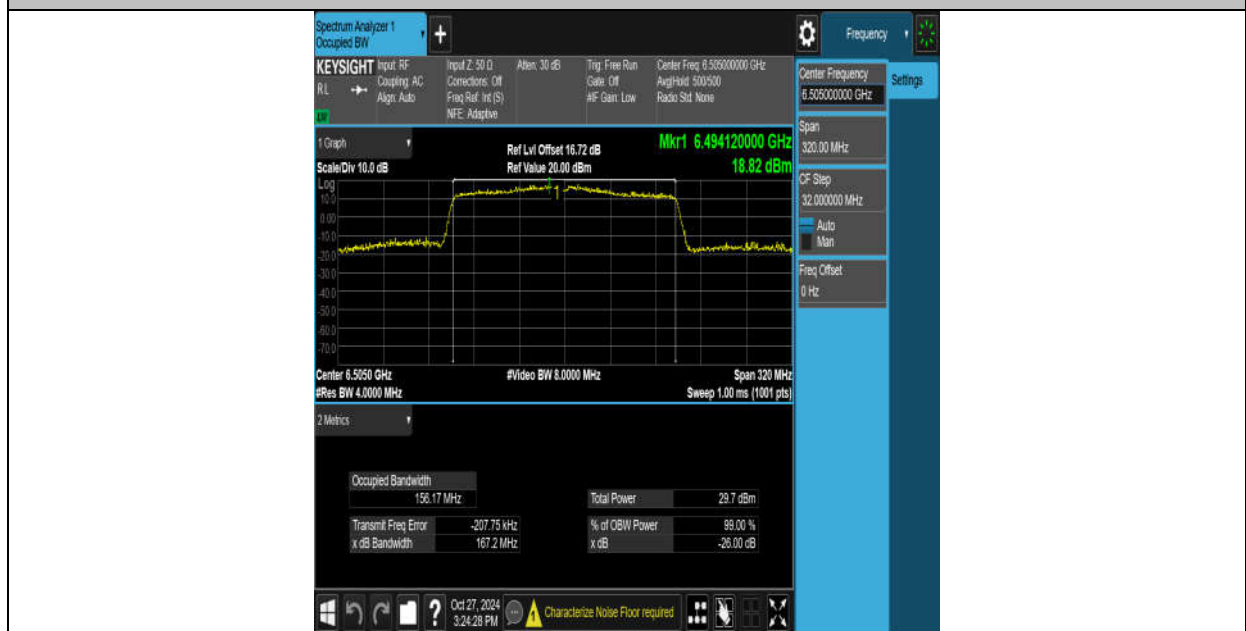 Spectrum Analyzer 1
Occupied BW
+
Frequency
KEYSIGHT
RL
Input: RF
Coupling: AC
Align: Auto
Input Z: 50 Ω
Corrections: Off
Freq Ref: Int (S)
NFE: Adaptive
Atten: 30 dB
Trig: Free Run
Gate: Off
#IF Gain: Low
Center Freq: 6.505000000 GHz
Avg|Hold: 500/500
Radio Std: None
Center Frequency
6.505000000 GHz
Settings
Span
320.00 MHz
CF Step
32.000000 MHz
Auto
Man
Freq Offset
0 Hz
1 Graph
Scale/Div 10.0 dB
Ref Lvl Offset 16.72 dB
Ref Value 20.00 dBm
Mkr1 6.494120000 GHz
18.82 dBm
Log
10.0
0.00
-10.0
-20.0
-30.0
-40.0
-50.0
-60.0
-70.0
1
Center 6.5050 GHz
#Res BW 4.0000 MHz
#Video BW 8.0000 MHz
Span 320 MHz
Sweep 1.00 ms (1001 pts)
2 Metrics
Occupied Bandwidth
156.17 MHz
Total Power 29.7 dBm
Transmit Freq Error -207.75 kHz
% of OBW Power 99.00 %
x dB Bandwidth 167.2 MHz
x dB -26.00 dB
?
Oct 27, 2024
3:24:28 PM
Characterize Noise Floor required